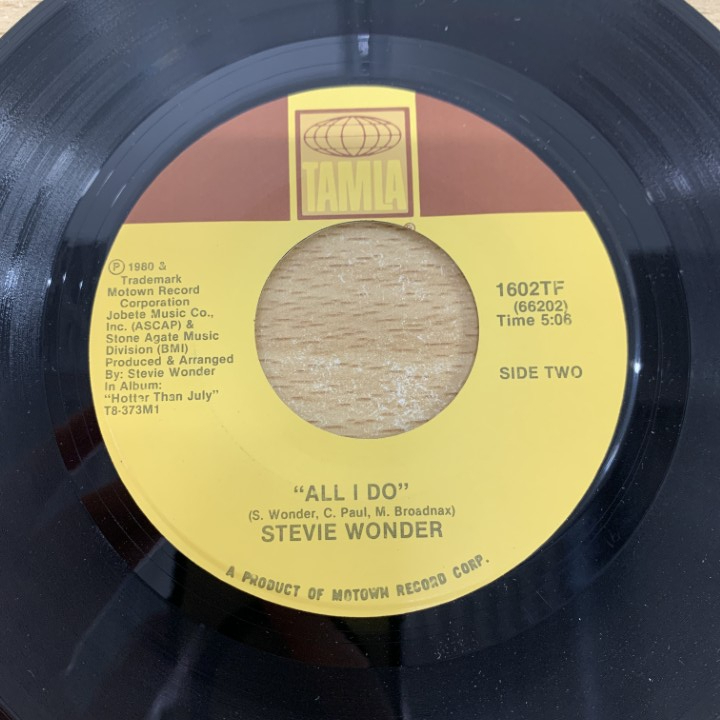 TAMLA
®
℗ 1980 &
Trademark
Motown Record
Corporation
Jobete Music Co.,
Inc. (ASCAP) &
Stone Agate Music
Division (BMI)
Produced & Arranged
By: Stevie Wonder
In Album:
"Hotter Than July"
T8-373M1
1602TF
(66202)
Time 5:06
SIDE TWO
“ALL I DO”
(S. Wonder, C. Paul, M. Broadnax)
STEVIE WONDER
A PRODUCT OF MOTOWN RECORD CORP.